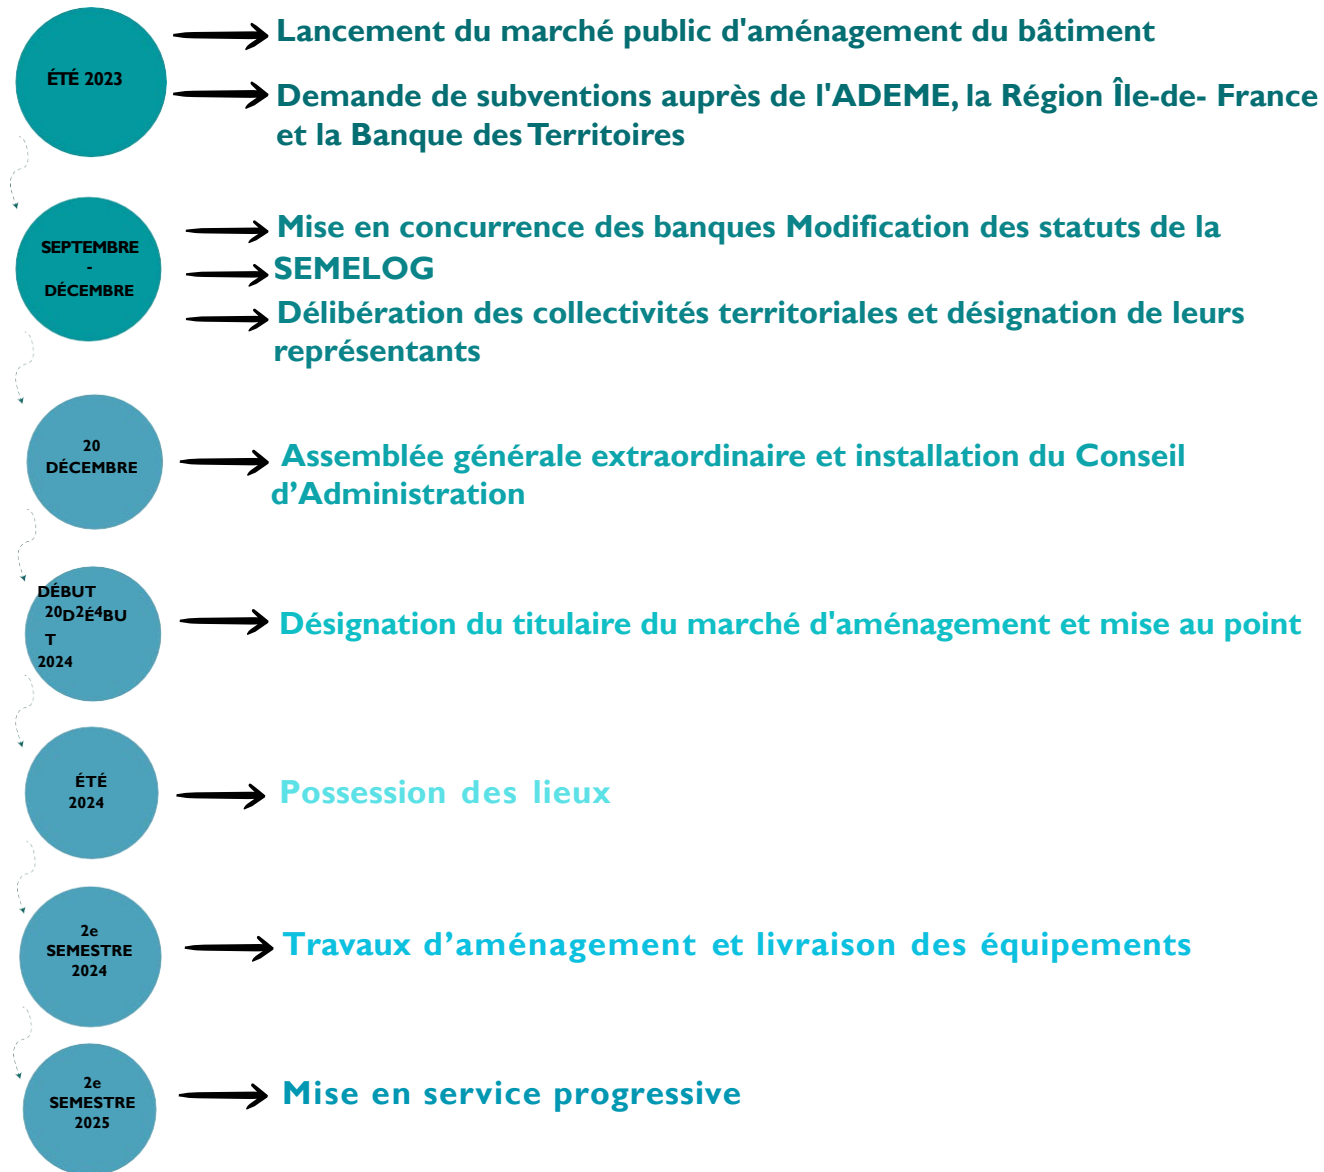 ÉTÉ 2023
Lancement du marché public d'aménagement du bâtiment
Demande de subventions auprès de l'ADEME, la Région Île-de- France
et la Banque des Territoires
SEPTEMBRE
-
DÉCEMBRE
Mise en concurrence des banques Modification des statuts de la
SEMELOG
Délibération des collectivités territoriales et désignation de leurs
représentants
20
DÉCEMBRE
Assemblée générale extraordinaire et installation du Conseil
d’Administration
DÉBUT
20D2É4BU
T
2024
Désignation du titulaire du marché d'aménagement et mise au point
ÉTÉ
2024
Possession des lieux
2e
SEMESTRE
2024
Travaux d’aménagement et livraison des équipements
2e
SEMESTRE
2025
Mise en service progressive